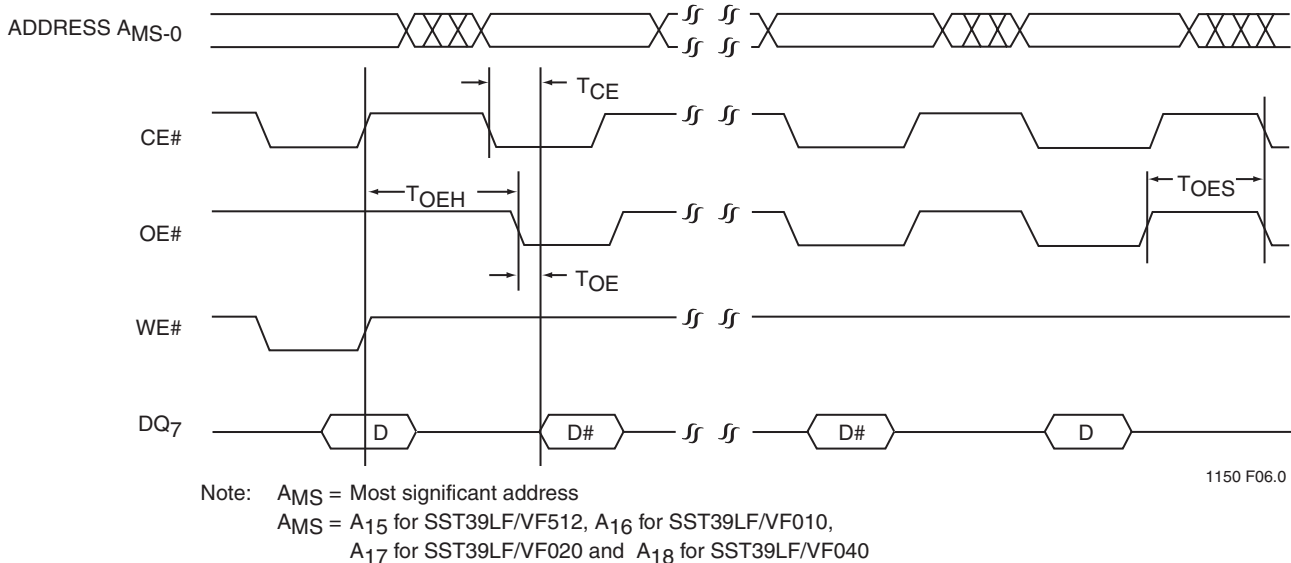 ADDRESS AMS-0
TCE
CE#
TOEH
TOES
OE#
TOE
WE#
DQ7
D
D#
D#
D
1150 F06.0
Note: AMS = Most significant address
AMS = A15 for SST39LF/VF512, A16 for SST39LF/VF010,
A17 for SST39LF/VF020 and A18 for SST39LF/VF040